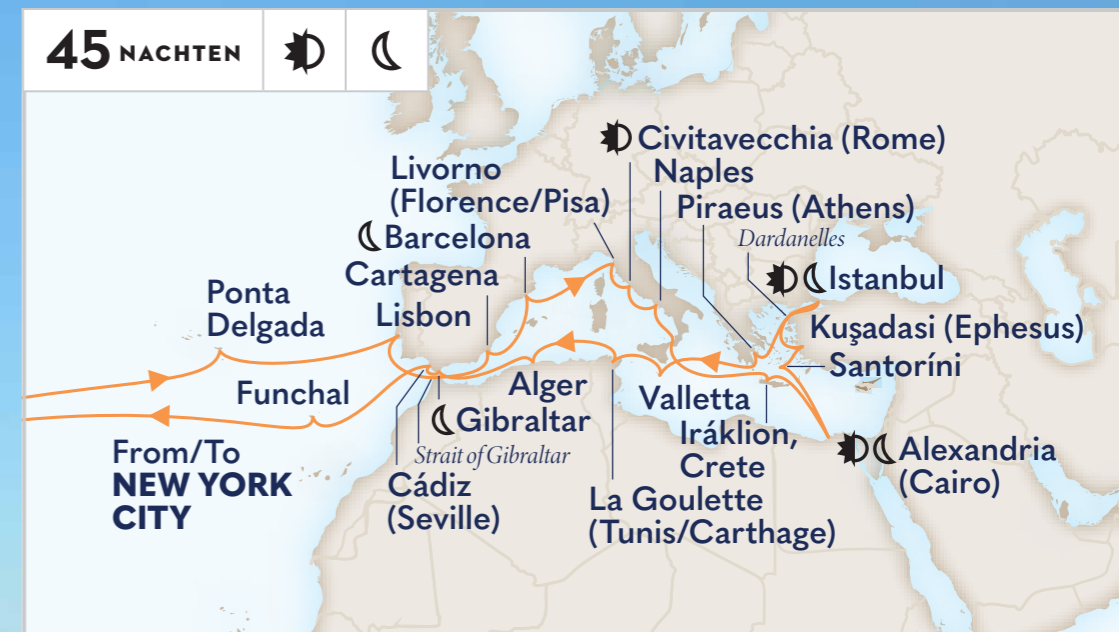 45 NACHTEN
Civitavecchia (Rome)
Naples
Livorno
(Florence/Pisa)
Piraeus (Athens)
Dardanelles
Barcelona
Cartagena
Istanbul
Ponta
Delgada
Lisbon
Kuşadasi (Ephesus)
Santoríni
Funchal
Alger
Valletta
Gibraltar
Strait of Gibraltar
Iráklion,
Crete
Alexandria
(Cairo)
From/To
NEW YORK
CITY
Cádiz
(Seville)
La Goulette
(Tunis/Carthage)